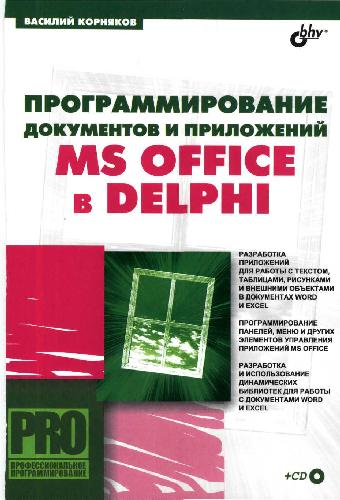 ВАСИЛИЙ КОРНЯКОВ
bhv®
ПРОГРАММИРОВАНИЕ
ДОКУМЕНТОВ И ПРИЛОЖЕНИЙ
MS OFFICE
В DELPHI
РАЗРАБОТКА
ПРИЛОЖЕНИЙ
ДЛЯ РАБОТЫ С ТЕКСТОМ,
ТАБЛИЦАМИ, РИСУНКАМИ
И ВНЕШНИМИ ОБЪЕКТАМИ
В ДОКУМЕНТАХ WORD
И EXCEL
ПРОГРАММИРОВАНИЕ
ПАНЕЛЕЙ, МЕНЮ И ДРУГИХ
ЭЛЕМЕНТОВ УПРАВЛЕНИЯ
ПРИЛОЖЕНИЙ MS OFFICE
РАЗРАБОТКА
И ИСПОЛЬЗОВАНИЕ
ДИНАМИЧЕСКИХ
БИБЛИОТЕК ДЛЯ РАБОТЫ
С ДОКУМЕНТАМИ WORD
И EXCEL
PRO
ПРОФЕССИОНАЛЬНОЕ
ПРОГРАММИРОВАНИЕ
+CD